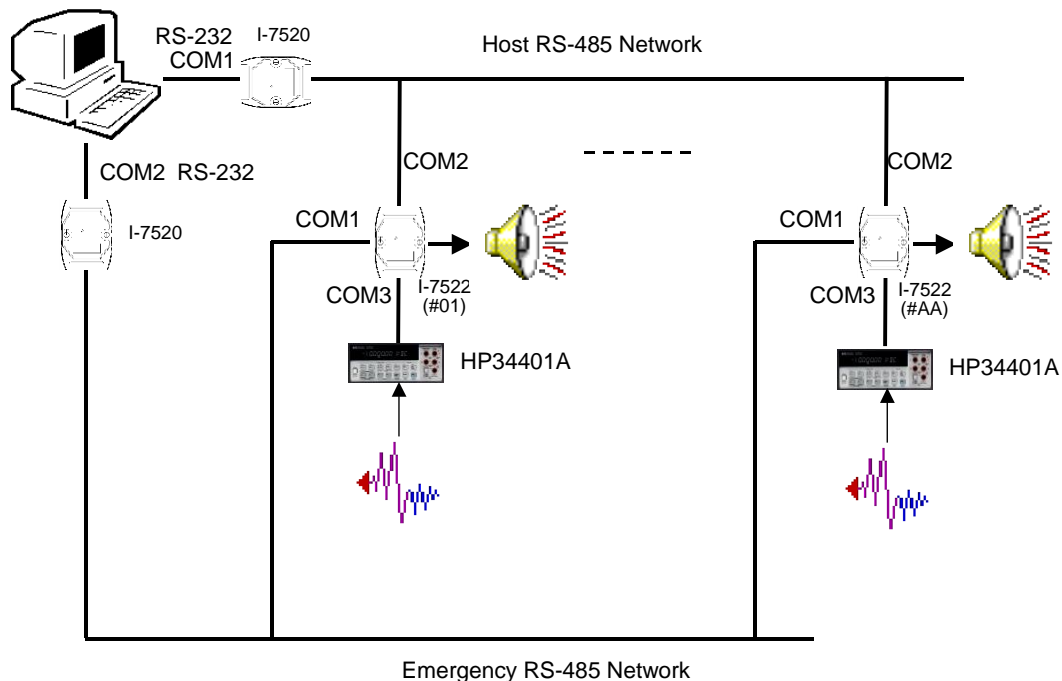 RS-232 I-7520
COM1
Host RS-485 Network
COM2 RS-232
I-7520
COM2
COM1
COM3
I-7522
(#01)
HP34401A
COM2
COM1
COM3
I-7522
(#AA)
HP34401A
Emergency RS-485 Network